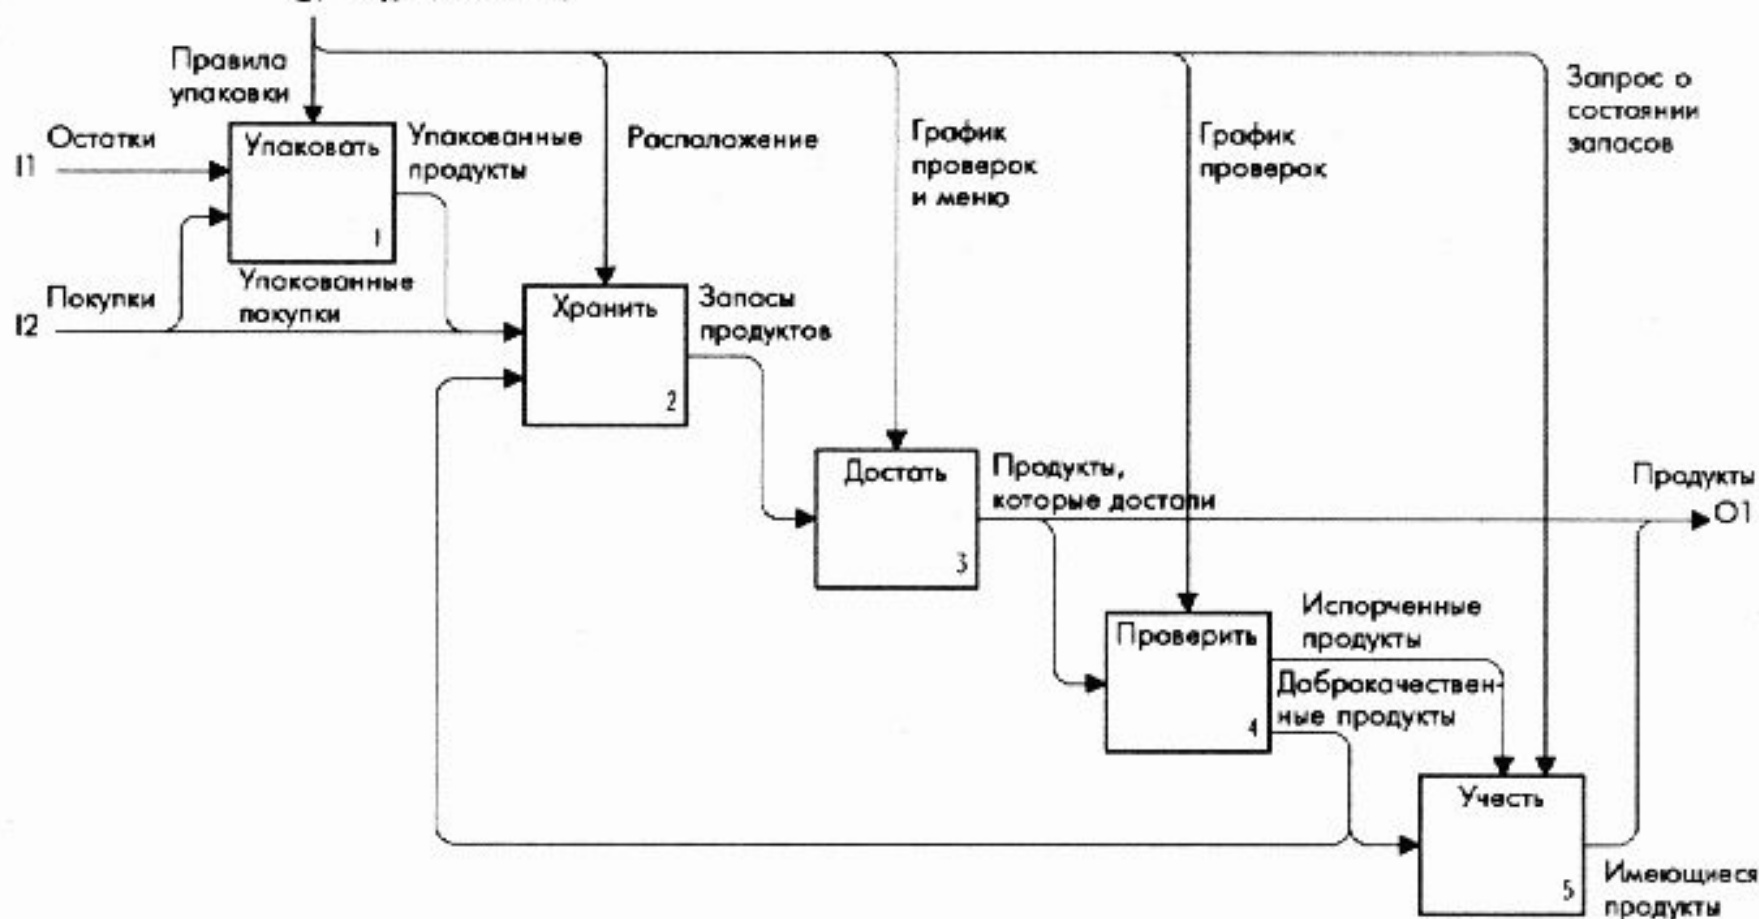 Правила
упаковки
Остатки
I1
Упаковать
1
Упакованные
продукты
Расположение
График
проверок
и меню
График
проверок
Запрос о
состоянии
запасов
Покупки
I2
Упакованные
покупки
Хранить
2
Запасы
продуктов
Достать
3
Продукты,
которые достали
Продукты
O1
Проверить
4
Испорченные
продукты
Доброкачествен-
ные продукты
Учесть
5
Имеющиеся
продукты